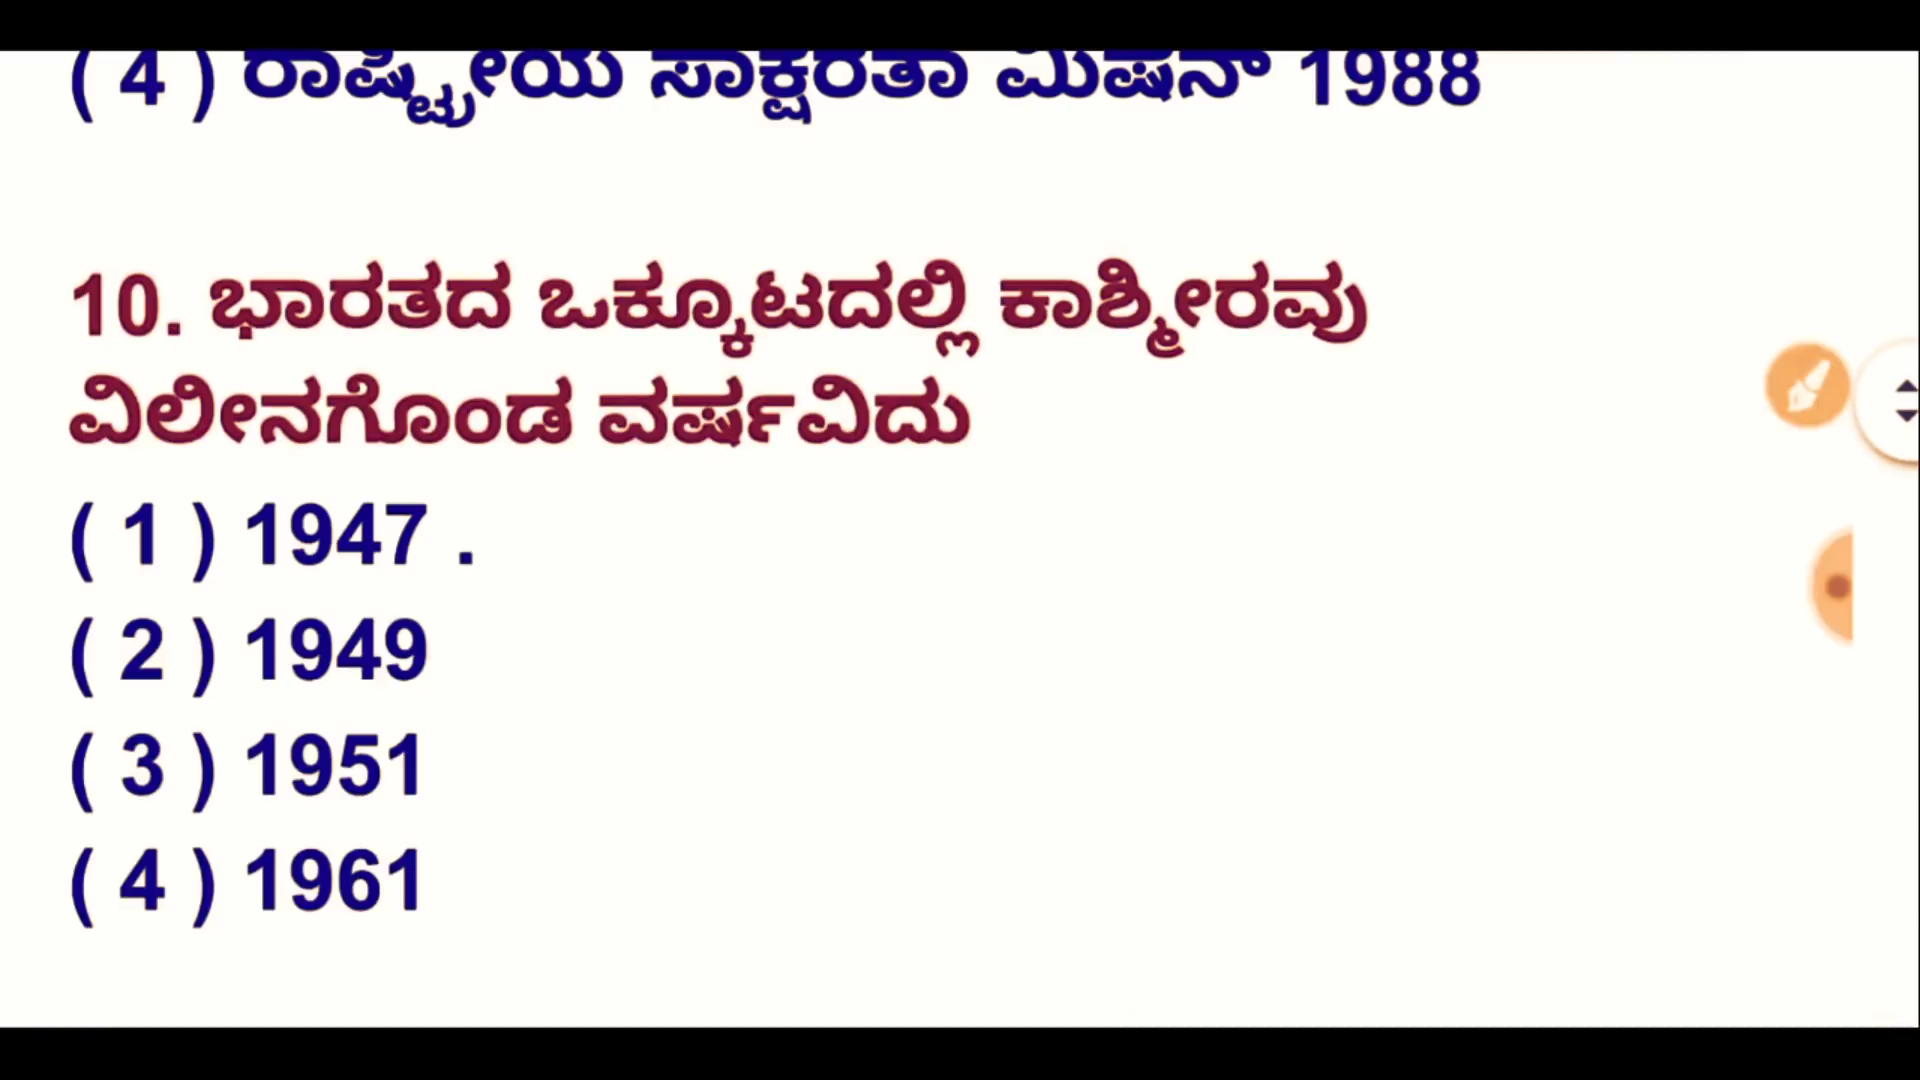 ( 4 ) ರಾಷ್ಟ್ರೀಯ ಸಾಕ್ಷರತಾ ಮಿಷನ್ 1988
10. ಭಾರತದ ಒಕ್ಕೂಟದಲ್ಲಿ ಕಾಶ್ಮೀರವು
ವಿಲೀನಗೊಂಡ ವರ್ಷವಿದು
( 1 ) 1947 .
( 2 ) 1949
( 3 ) 1951
( 4 ) 1961